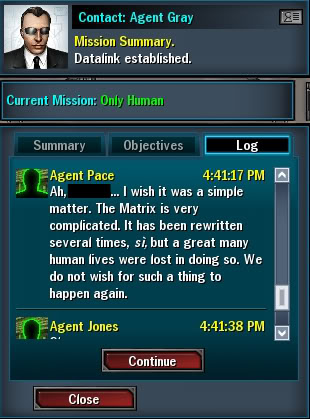 Contact: Agent Gray
Mission Summary.
Datalink established.
Current Mission: Only Human
Summary
Objectives
Log
Agent Pace 4:41:17 PM
Ah, ... I wish it was a simple
matter. The Matrix is very
complicated. It has been rewritten
several times, sì, but a great many
human lives were lost in doing so. We
do not wish for such a thing to
happen again.
Agent Jones 4:41:38 PM
Continue
Close